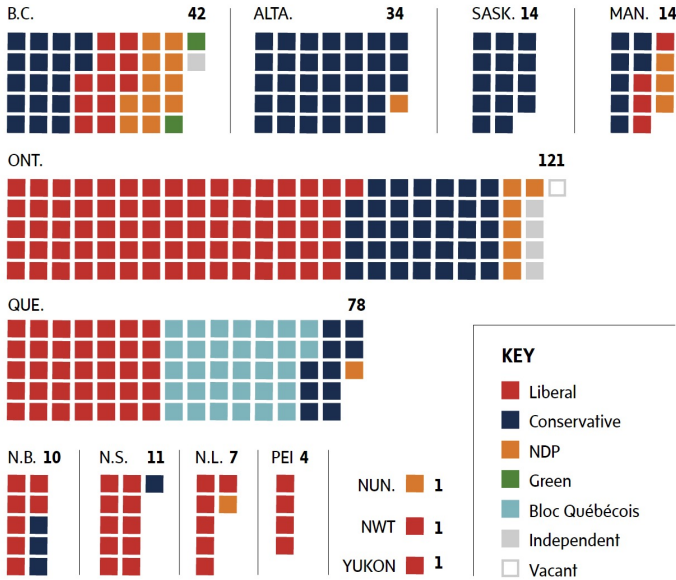 B.C. 42
ALTA. 34
SASK. 14
MAN. 14
ONT. 121
QUE. 78
N.B. 10
N.S. 11
N.L. 7
PEI 4
NUN. 1
NWT 1
YUKON 1
KEY
Liberal
Conservative
NDP
Green
Bloc Québécois
Independent
Vacant